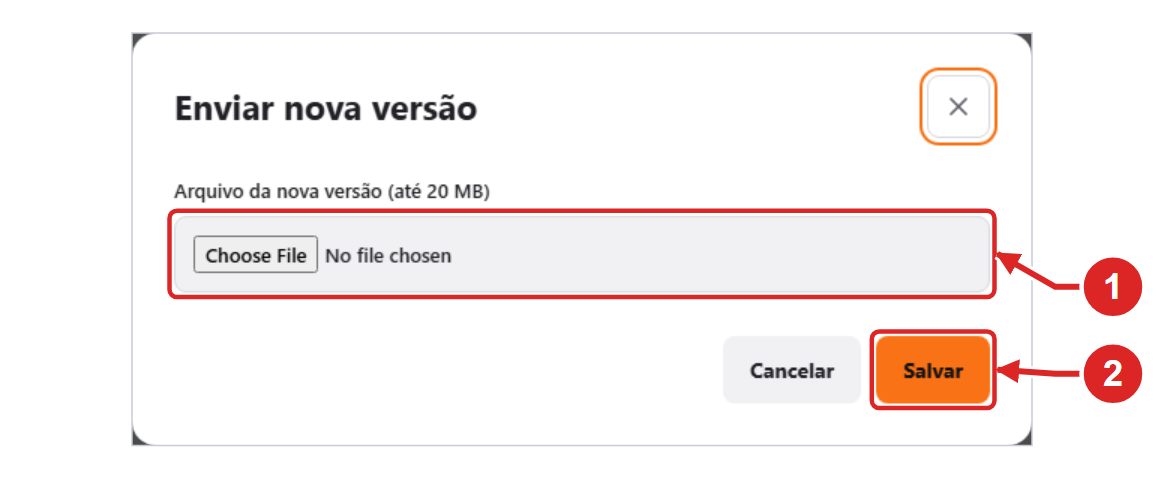 Enviar nova versão
Arquivo da nova versão (até 20 MB)
Choose File No file chosen
1
Cancelar Salvar
2